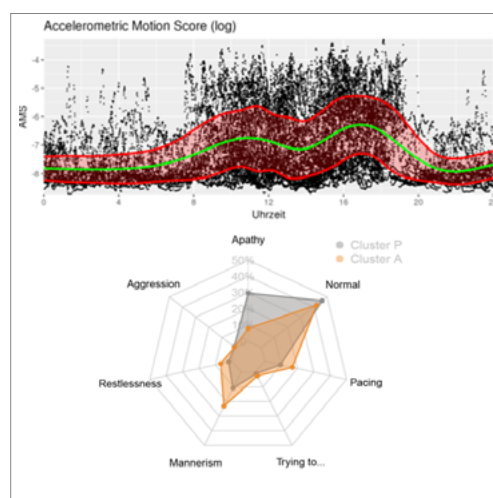 Accelerometric Motion Score (log)
AMS
-4
-5
-6
-7
-8
0 4 8 12 16 20 24
Uhrzeit
Apathy
Cluster P
Cluster A
50%
40%
30%
Aggression
Normal
Restlessness
Pacing
Mannerism
Trying to...